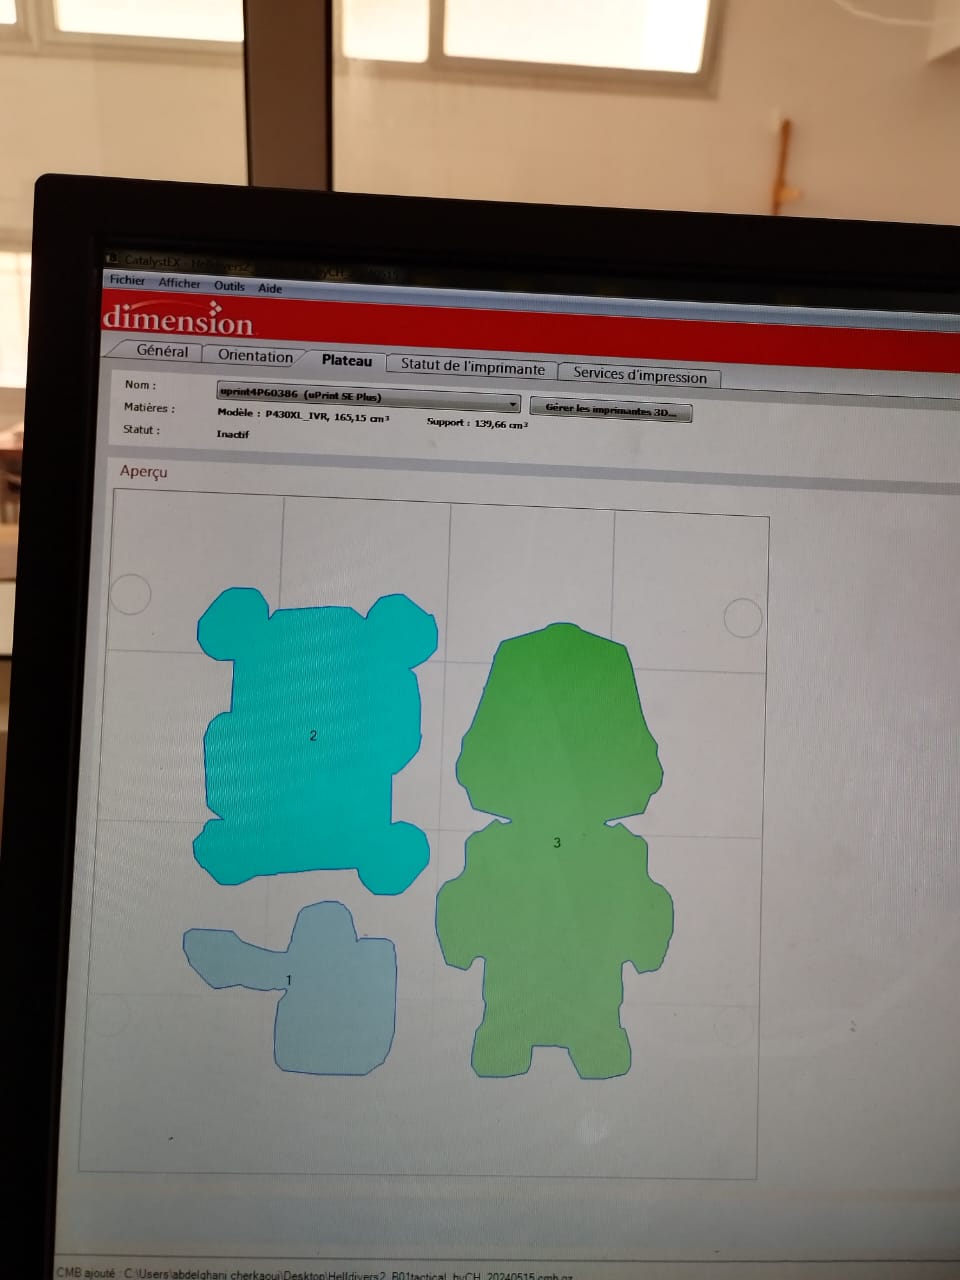 CatalystEX - Helldivers2
Fichier Afficher Outils Aide
dimension
Général Orientation Plateau Statut de l'imprimante Services d'impression
Nom : uprint4P60386 (uPrint SE Plus) Gérer les imprimantes 3D...
Matières : Modèle : P430XL_IVR, 165,15 cm³ Support : 139,66 cm³
Statut : Inactif
Aperçu
2
3
1
CMB ajouté : C:\Users\abdelghani cherkaoui\Desktop\Helldivers2_B01tactical_byCH_20240515.cmb.gz